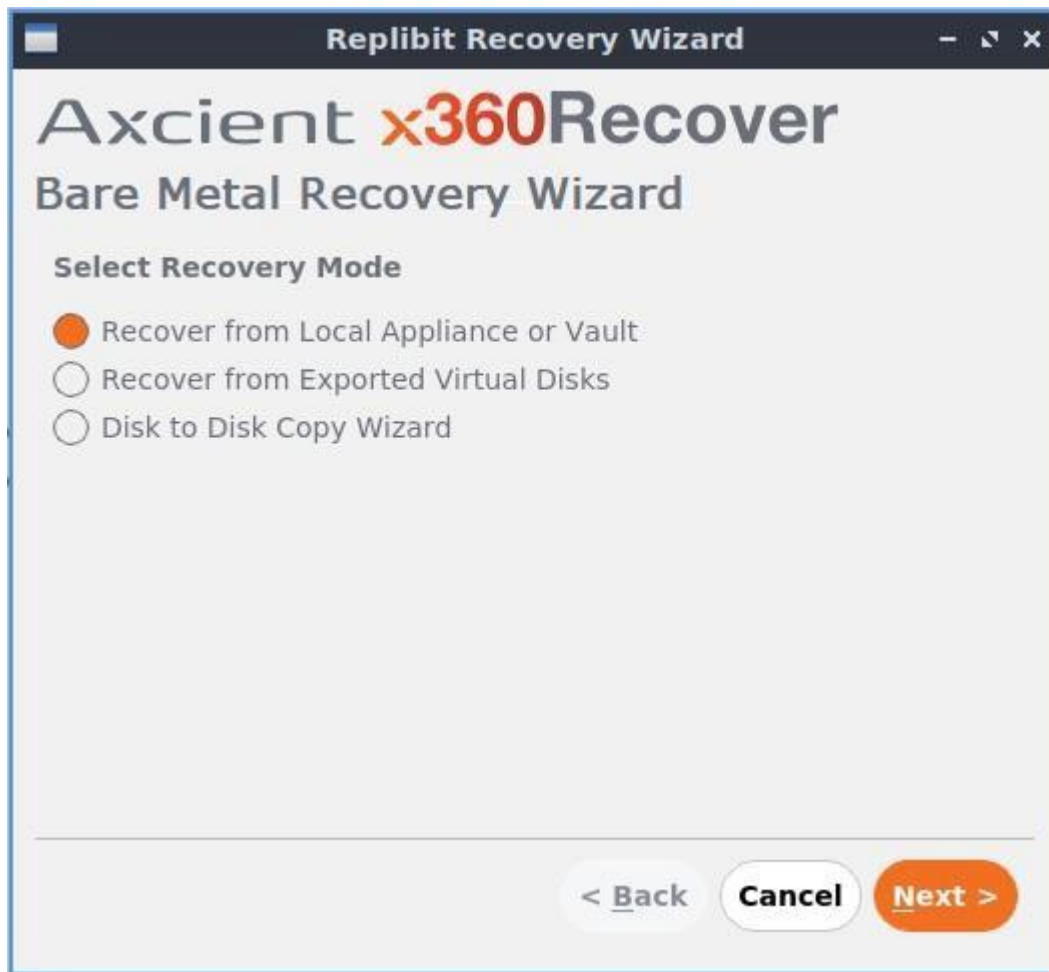 Replibit Recovery Wizard
Axcient x360Recover
Bare Metal Recovery Wizard
Select Recovery Mode
Recover from Local Appliance or Vault
Recover from Exported Virtual Disks
Disk to Disk Copy Wizard
< Back Cancel Next >